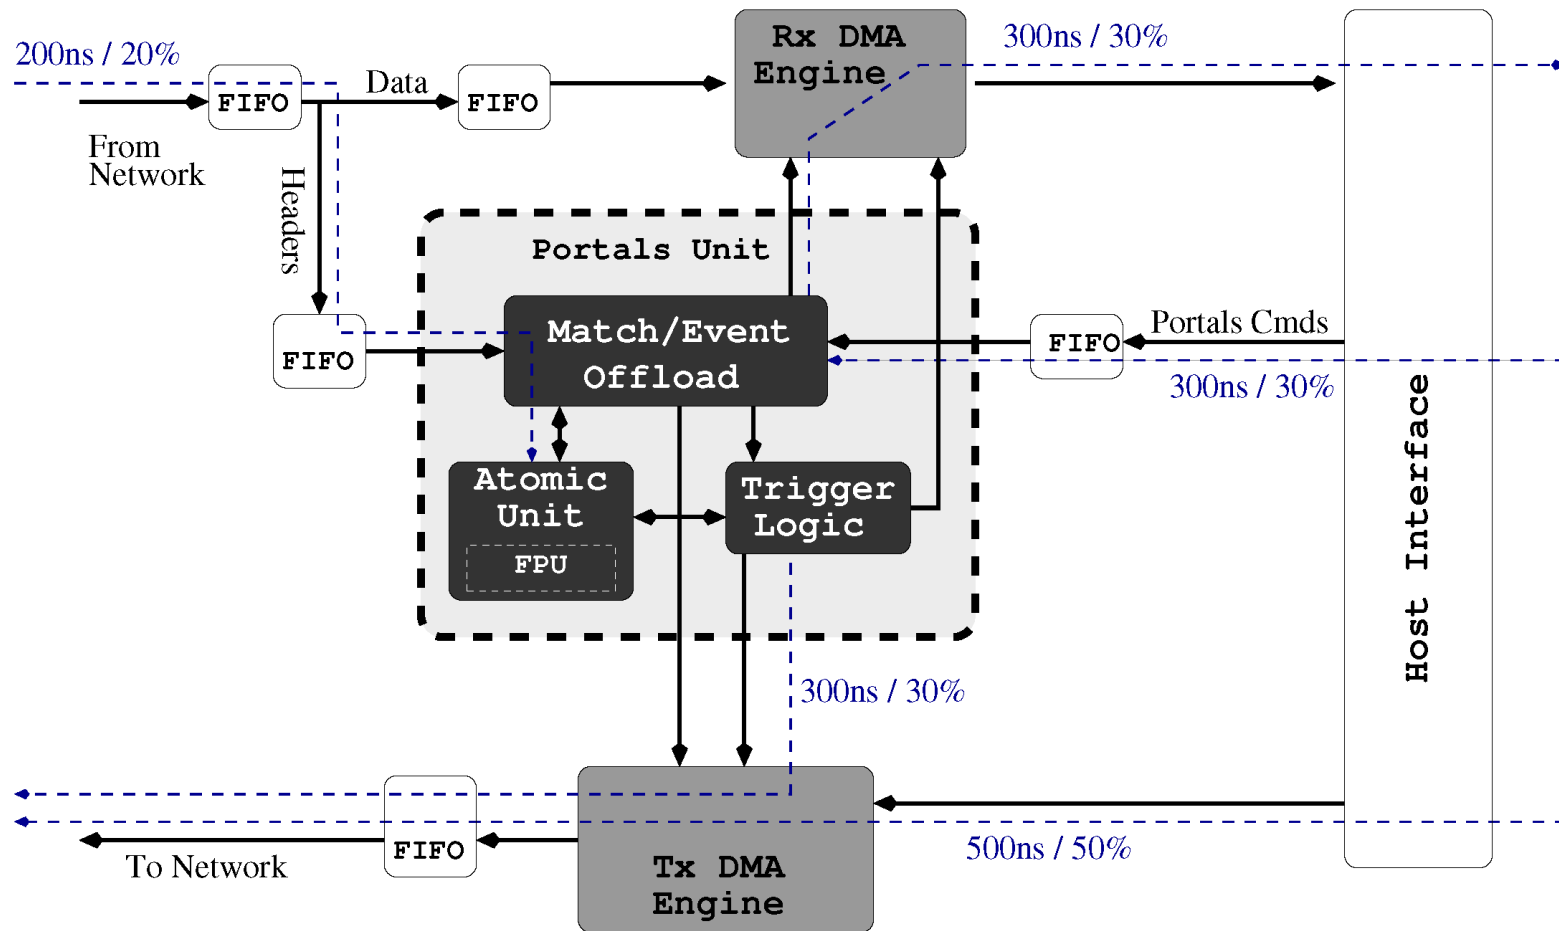 200ns / 20%
FIFO
Data
FIFO
Rx DMA
Engine
300ns / 30%
From
Network
Headers
Portals Unit
FIFO
Match/Event
Offload
FIFO
Portals Cmds
300ns / 30%
Host Interface
Atomic
Unit
FPU
Trigger
Logic
300ns / 30%
FIFO
To Network
Tx DMA
Engine
500ns / 50%